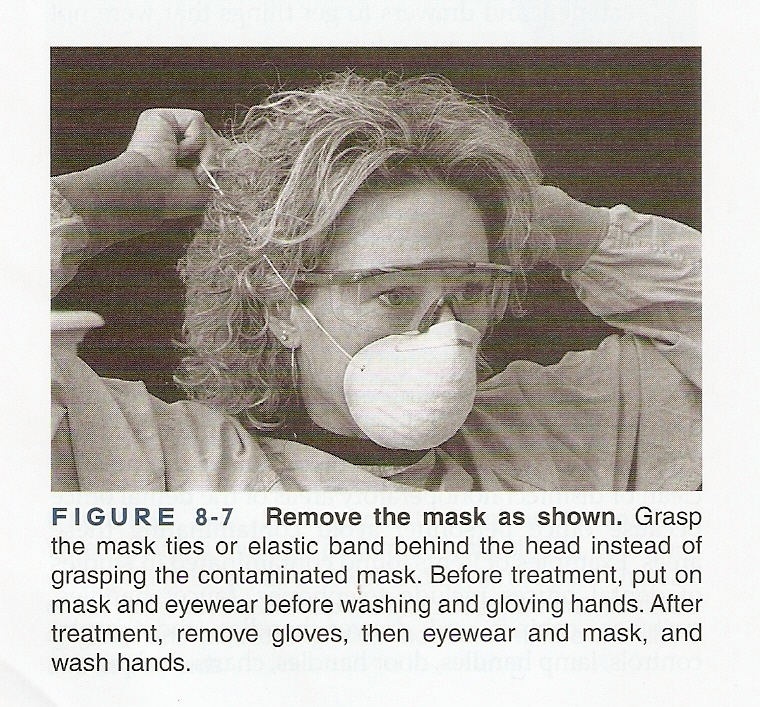 FIGURE 8-7 Remove the mask as shown. Grasp
the mask ties or elastic band behind the head instead of
grasping the contaminated mask. Before treatment, put on
mask and eyewear before washing and gloving hands. After
treatment, remove gloves, then eyewear and mask, and
wash hands.